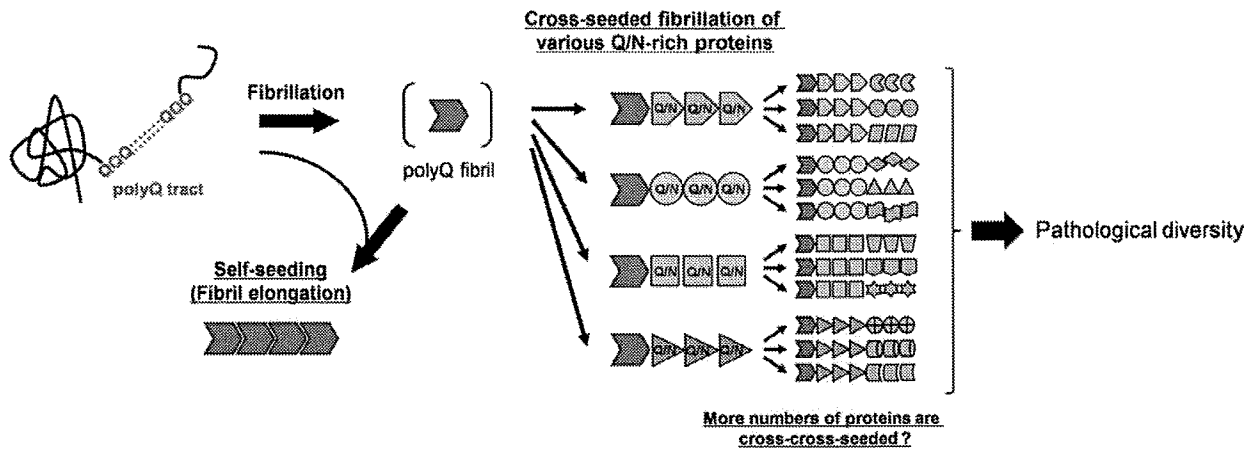 Cross-seeded fibrillation of
various Q/N-rich proteins
Fibrillation
QQQ
QQQ
polyQ tract
polyQ fibril
Self-seeding
(Fibril elongation)
Q/N Q/N Q/N
Q/N Q/N Q/N
Q/N Q/N Q/N
Q/N Q/N Q/N
Pathological diversity
More numbers of proteins are
cross-cross-seeded ?